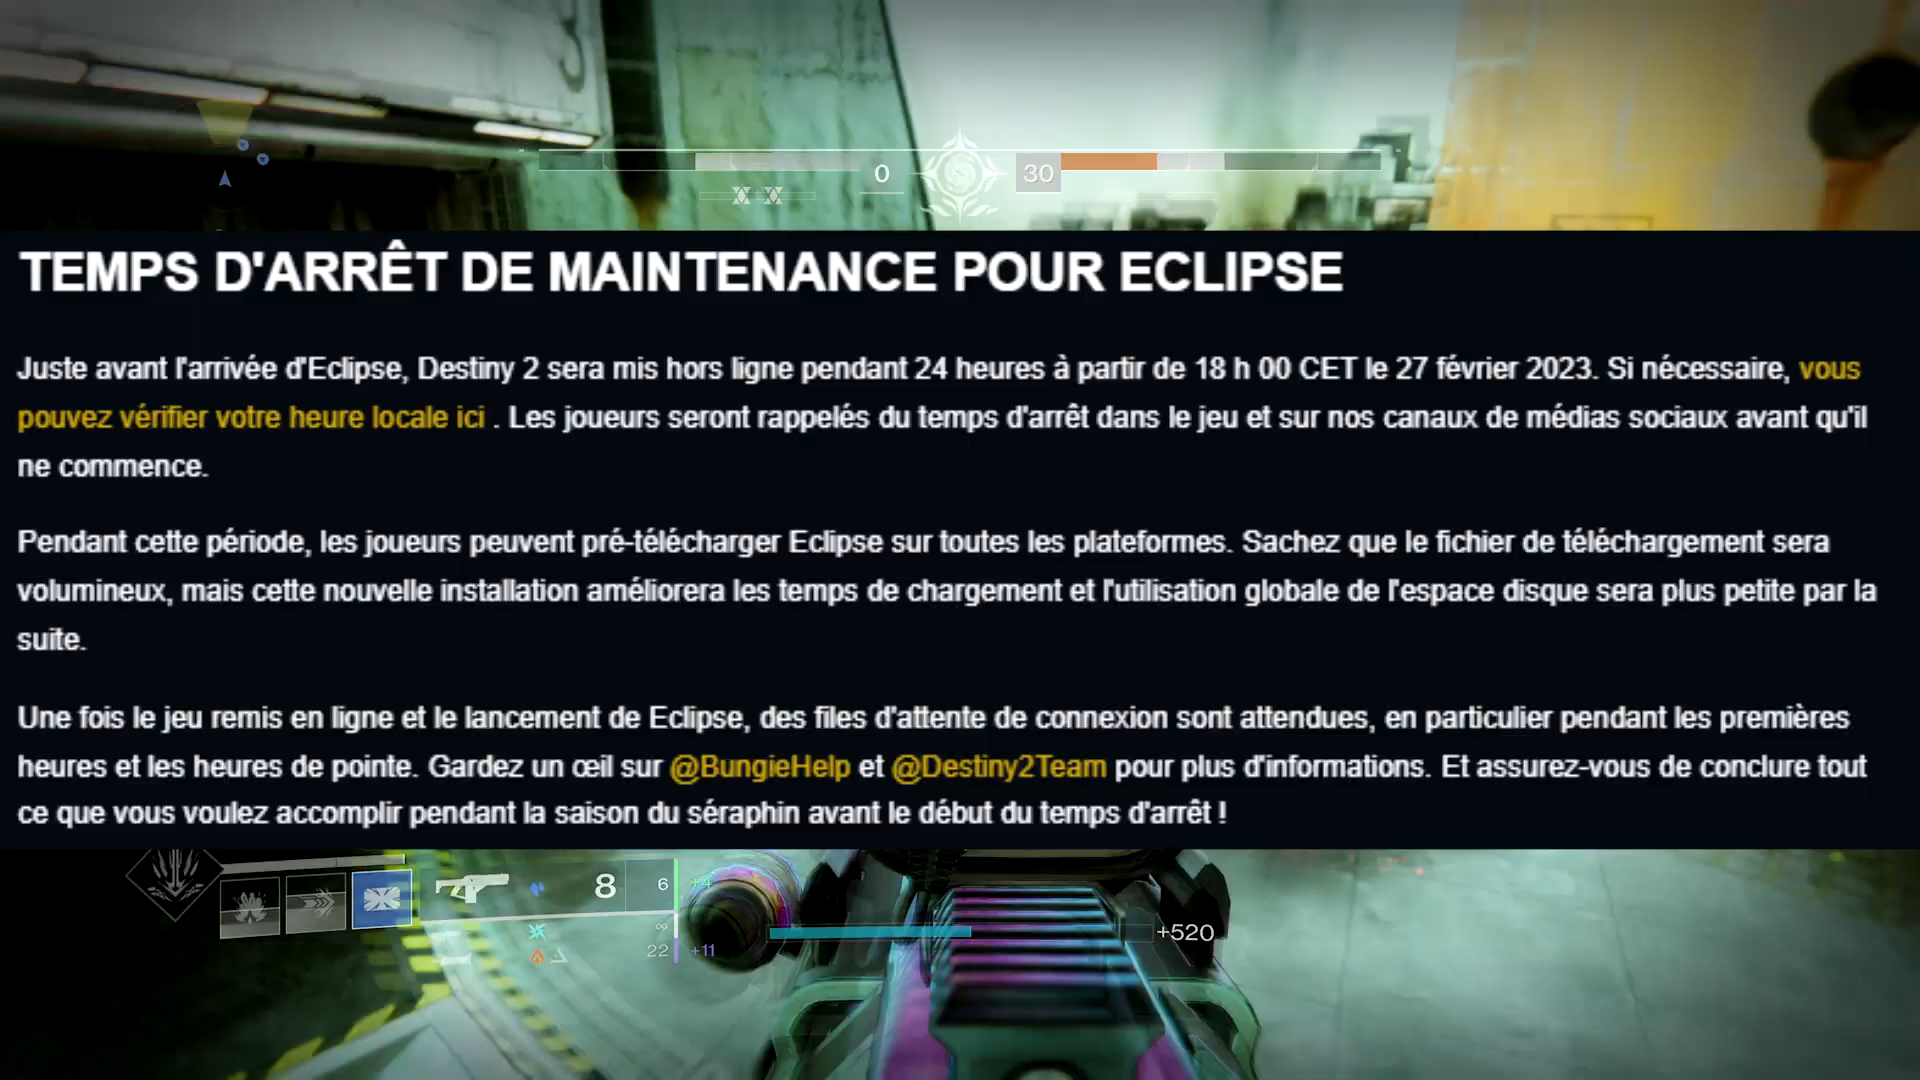 0
30
TEMPS D'ARRÊT DE MAINTENANCE POUR ECLIPSE
Juste avant l'arrivée d'Eclipse, Destiny 2 sera mis hors ligne pendant 24 heures à partir de 18 h 00 CET le 27 février 2023. Si nécessaire, vous
pouvez vérifier votre heure locale ici . Les joueurs seront rappelés du temps d'arrêt dans le jeu et sur nos canaux de médias sociaux avant qu'il
ne commence.
Pendant cette période, les joueurs peuvent pré-télécharger Eclipse sur toutes les plateformes. Sachez que le fichier de téléchargement sera
volumineux, mais cette nouvelle installation améliorera les temps de chargement et l'utilisation globale de l'espace disque sera plus petite par la
suite.
Une fois le jeu remis en ligne et le lancement de Eclipse, des files d'attente de connexion sont attendues, en particulier pendant les premières
heures et les heures de pointe. Gardez un œil sur @BungieHelp et @Destiny2Team pour plus d'informations. Et assurez-vous de conclure tout
ce que vous voulez accomplir pendant la saison du séraphin avant le début du temps d'arrêt !
8 6 +4
∞
22 +11
+520